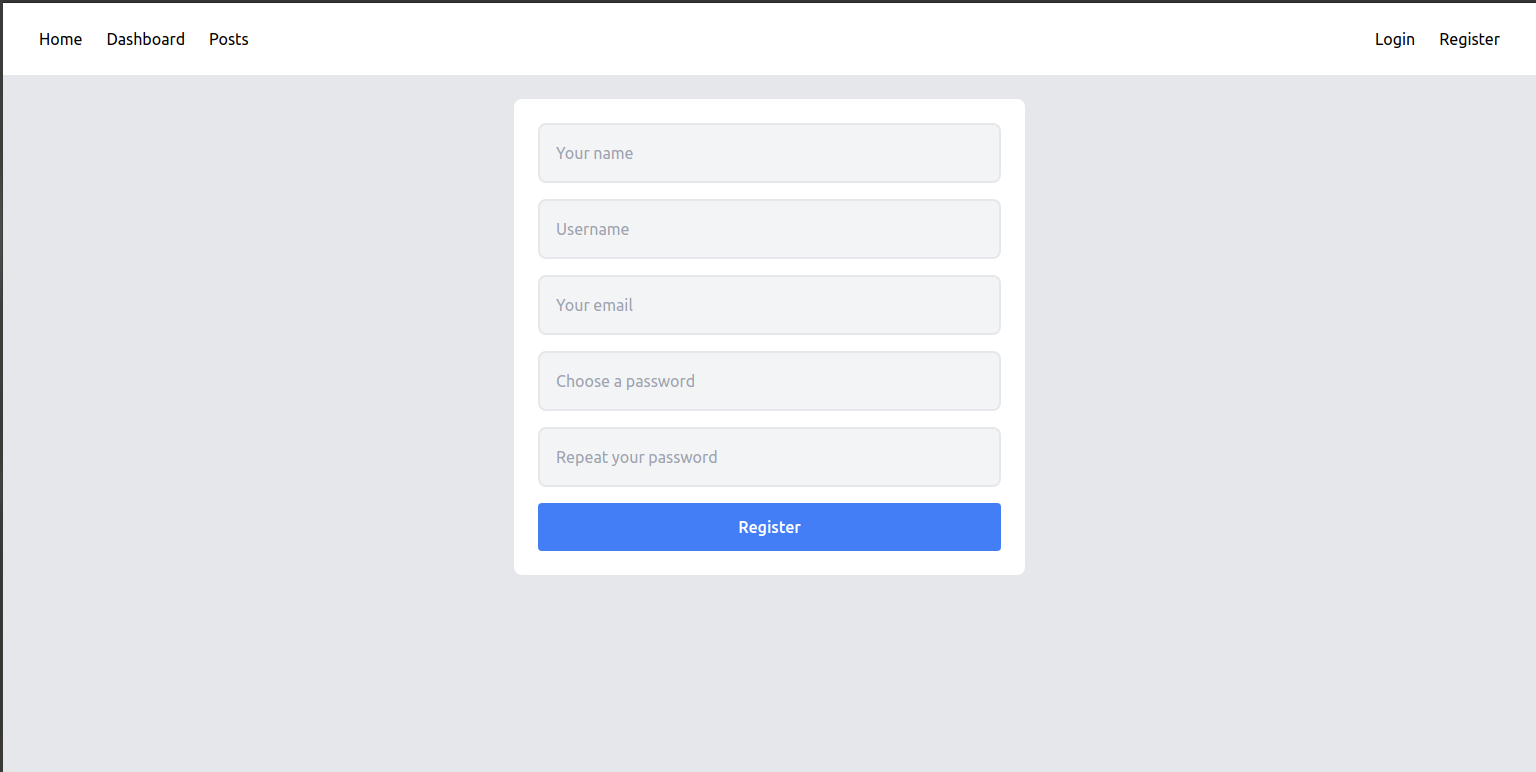 Home Dashboard Posts Login Register
Your name
Username
Your email
Choose a password
Repeat your password
Register